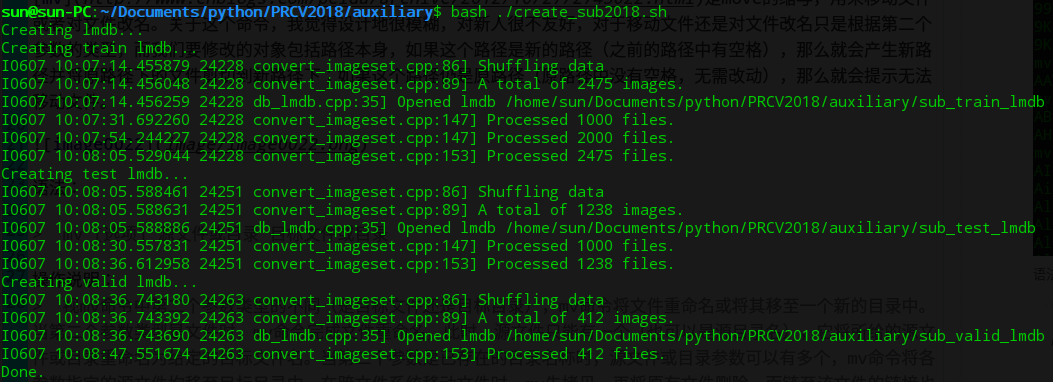 sun@sun-PC:~/Documents/python/PRCV2018/auxiliary$ bash ./create_sub2018.sh
Creating lmdb...
Creating train lmdb...
I0607 10:07:14.455879 24228 convert_imageset.cpp:86] Shuffling data
I0607 10:07:14.456048 24228 convert_imageset.cpp:89] A total of 2475 images.
I0607 10:07:14.456259 24228 db_lmdb.cpp:35] Opened lmdb /home/sun/Documents/python/PRCV2018/auxiliary/sub_train_lmdb
I0607 10:07:31.692260 24228 convert_imageset.cpp:147] Processed 1000 files.
I0607 10:07:54.244227 24228 convert_imageset.cpp:147] Processed 2000 files.
I0607 10:08:05.529044 24228 convert_imageset.cpp:153] Processed 2475 files.
Creating test lmdb...
I0607 10:08:05.588461 24251 convert_imageset.cpp:86] Shuffling data
I0607 10:08:05.588631 24251 convert_imageset.cpp:89] A total of 1238 images.
I0607 10:08:05.588886 24251 db_lmdb.cpp:35] Opened lmdb /home/sun/Documents/python/PRCV2018/auxiliary/sub_test_lmdb
I0607 10:08:30.557831 24251 convert_imageset.cpp:147] Processed 1000 files.
I0607 10:08:36.612958 24251 convert_imageset.cpp:153] Processed 1238 files.
Creating valid lmdb...
I0607 10:08:36.743180 24263 convert_imageset.cpp:86] Shuffling data
I0607 10:08:36.743392 24263 convert_imageset.cpp:89] A total of 412 images.
I0607 10:08:36.743690 24263 db_lmdb.cpp:35] Opened lmdb /home/sun/Documents/python/PRCV2018/auxiliary/sub_valid_lmdb
I0607 10:08:47.551674 24263 convert_imageset.cpp:153] Processed 412 files.
Done.